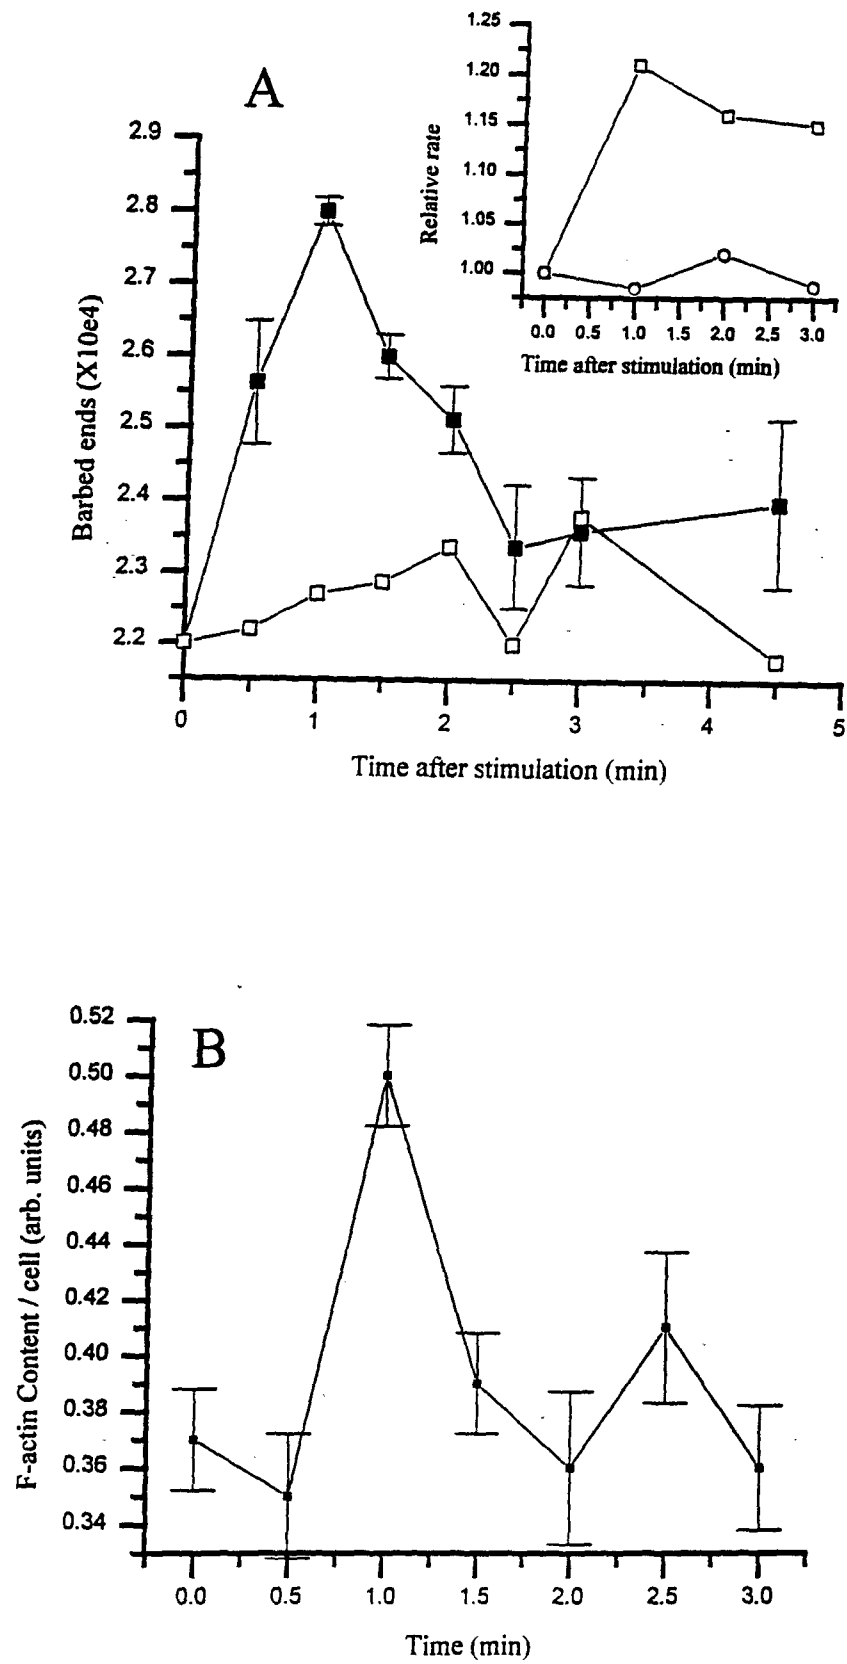 A
2.9
2.8
2.7
2.6
2.5
2.4
2.3
2.2
Barbed ends (X10e4)
0 1 2 3 4 5
Time after stimulation (min)
1.25
1.20
1.15
1.10
1.05
1.00
Relative rate
0.0 0.5 1.0 1.5 2.0 2.5 3.0
Time after stimulation (min)
B
0.52
0.50
0.48
0.46
0.44
0.42
0.40
0.38
0.36
0.34
F-actin Content / cell (arb. units)
0.0 0.5 1.0 1.5 2.0 2.5 3.0
Time (min)